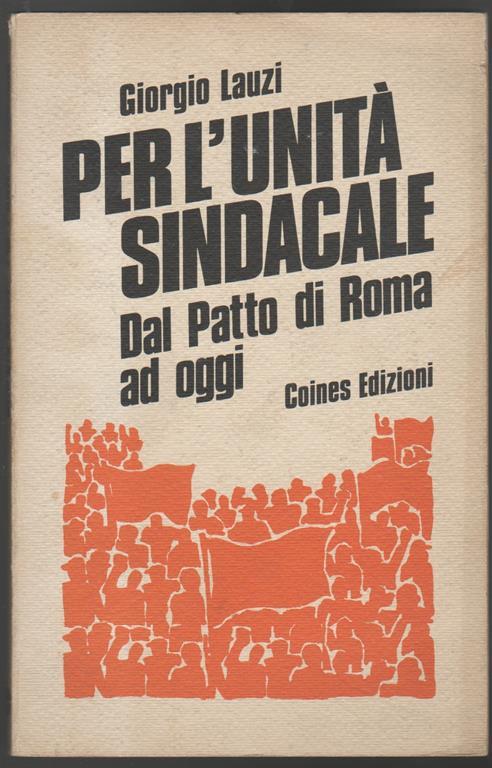 Giorgio Lauzi
PER L'UNITÀ
SINDACALE
Dal Patto di Roma
ad oggi
Coines Edizioni